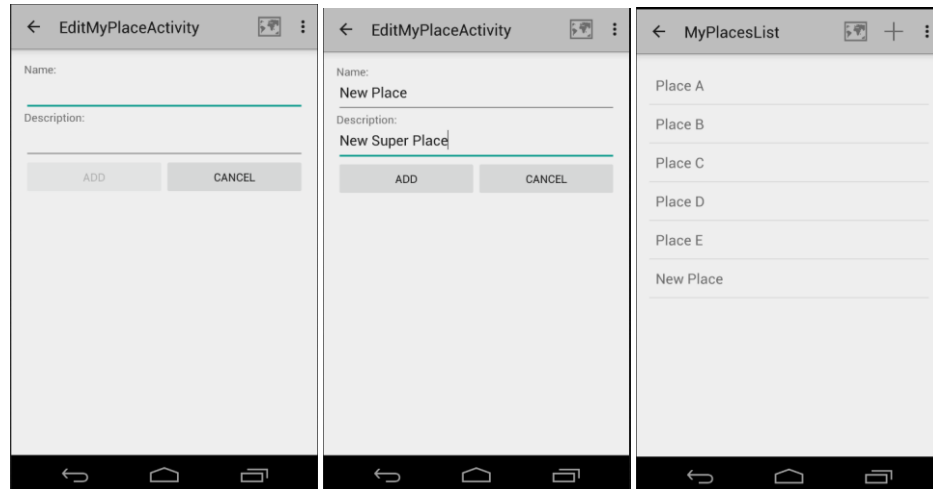 EditMyPlaceActivity
Name:
Description:
ADD CANCEL
EditMyPlaceActivity
Name:
New Place
Description:
New Super Place
ADD CANCEL
MyPlacesList
Place A
Place B
Place C
Place D
Place E
New Place